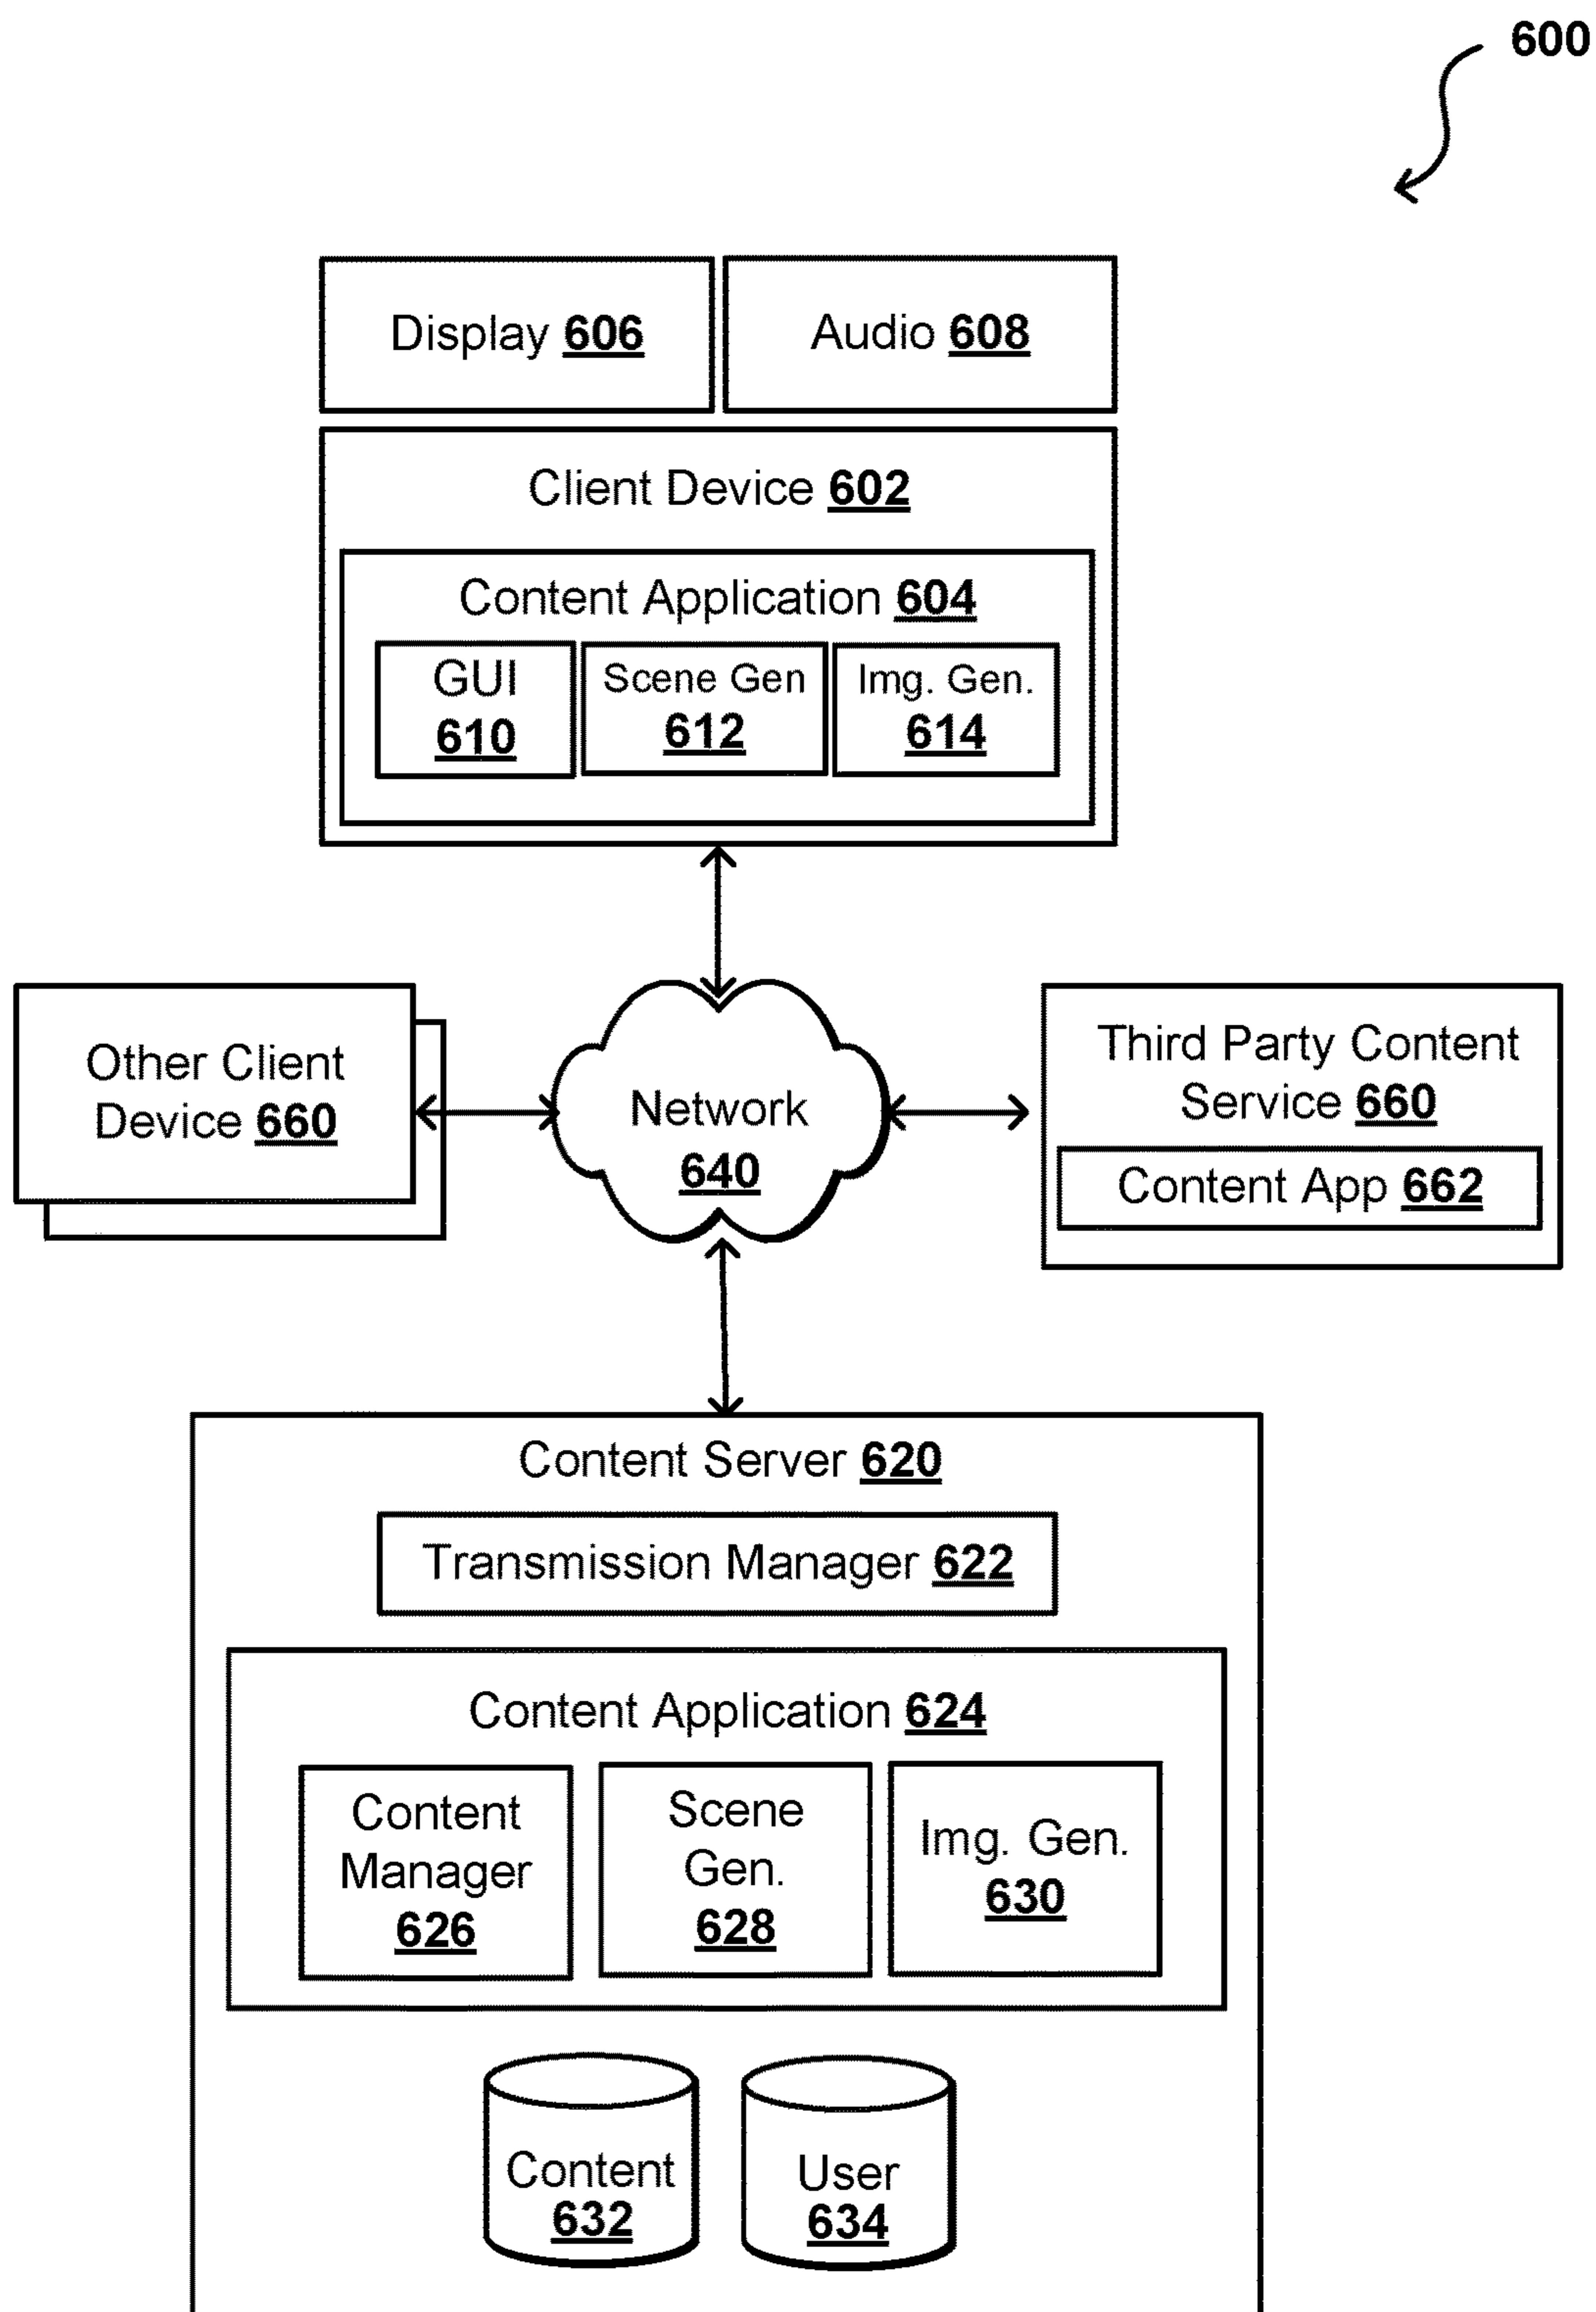 600
Display 606
Audio 608
Client Device 602
Content Application 604
GUI
610
Scene Gen
612
Img. Gen.
614
Other Client
Device 660
Network
640
Third Party Content
Service 660
Content App 662
Content Server 620
Transmission Manager 622
Content Application 624
Content
Manager
626
Scene
Gen.
628
Img. Gen.
630
Content
632
User
634